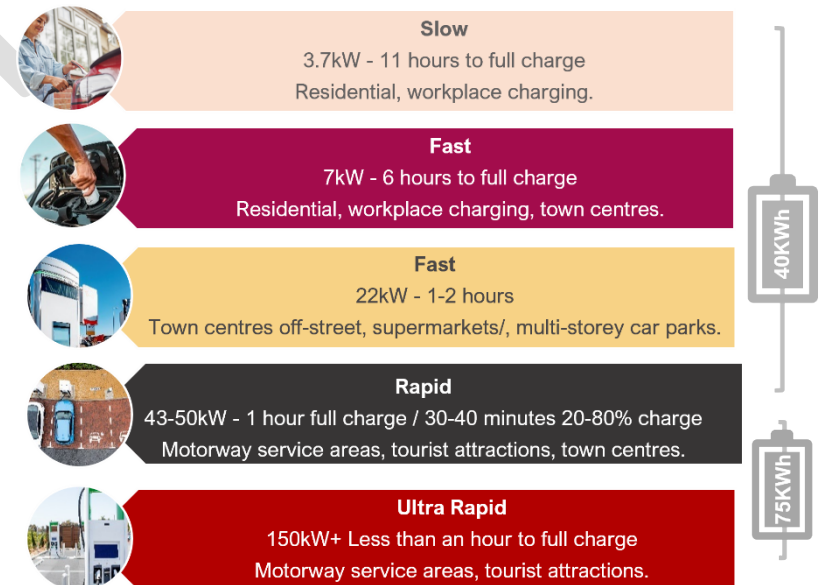 Slow
3.7kW - 11 hours to full charge
Residential, workplace charging.
Fast
7kW - 6 hours to full charge
Residential, workplace charging, town centres.
Fast
22kW - 1-2 hours
Town centres off-street, supermarkets/, multi-storey car parks.
Rapid
43-50kW - 1 hour full charge / 30-40 minutes 20-80% charge
Motorway service areas, tourist attractions, town centres.
Ultra Rapid
150kW+ Less than an hour to full charge
Motorway service areas, tourist attractions.
40KWh
75KWh